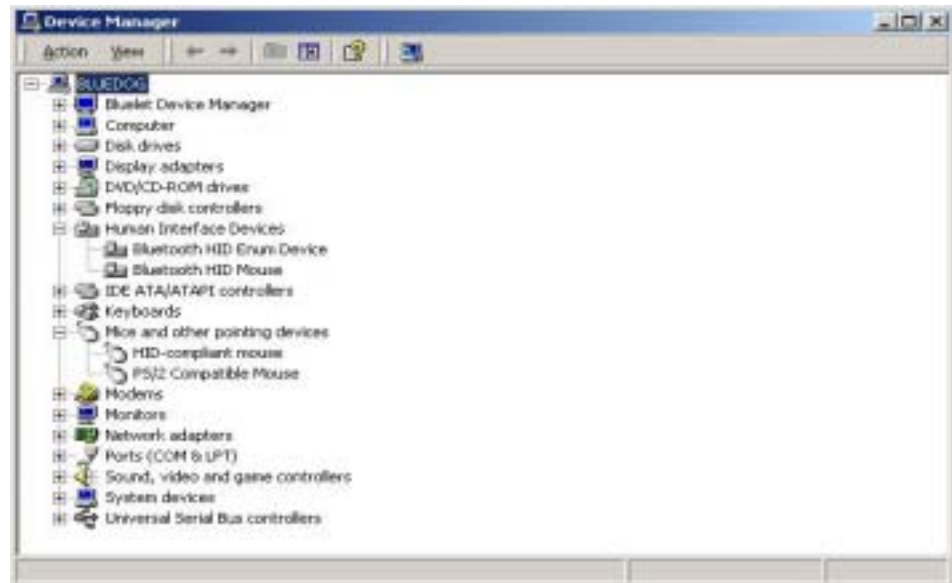 Device Manager
Action View
BLUEDOG
Bluelet Device Manager
Computer
Disk drives
Display adapters
DVD/CD-ROM drives
Floppy disk controllers
Human Interface Devices
Bluetooth HID Enum Device
Bluetooth HID Mouse
IDE ATA/ATAPI controllers
Keyboards
Mice and other pointing devices
HID-compliant mouse
PS/2 Compatible Mouse
Modems
Monitors
Network adapters
Ports (COM & LPT)
Sound, video and game controllers
System devices
Universal Serial Bus controllers